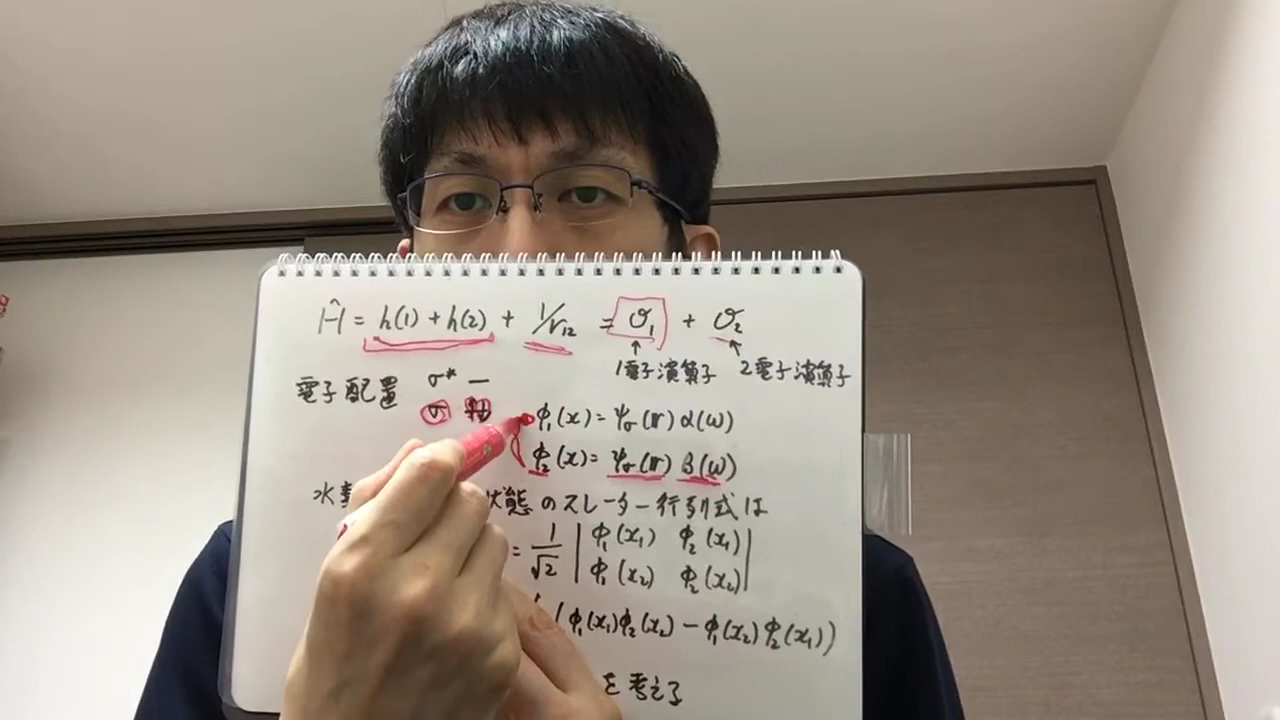 Ĥ = h(1) + h(2) + 1/r₁₂ = O₁ + O₂
↑ 1電子演算子 ↖ 2電子演算子
電子配置 σ* —
σ φ₁(x) = ψσ(r) α(ω)
φ₂(x) = ψσ(r) β(ω)
水 状態のスレーター行列式は
= 1/√2 | φ₁(x₁) φ₂(x₁) |
| φ₁(x₂) φ₂(x₂) |
(φ₁(x₁)φ₂(x₂) − φ₁(x₂)φ₂(x₁))
を考える